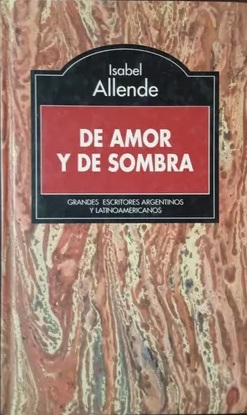 Isabel
Allende
DE AMOR
Y DE SOMBRA
GRANDES ESCRITORES ARGENTINOS
Y LATINOAMERICANOS